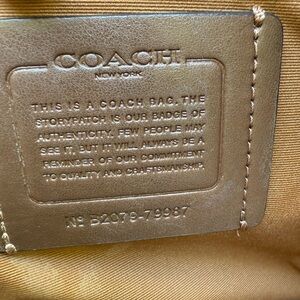 COACH
NEW YORK
THIS IS A COACH BAG. THE
STORYPATCH IS OUR BADGE OF
AUTHENTICITY. FEW PEOPLE MAY
SEE IT, BUT IT WILL ALWAYS BE A
REMINDER OF OUR COMMITMENT
TO QUALITY AND CRAFTSMANSHIP.
Nº B2079-79987